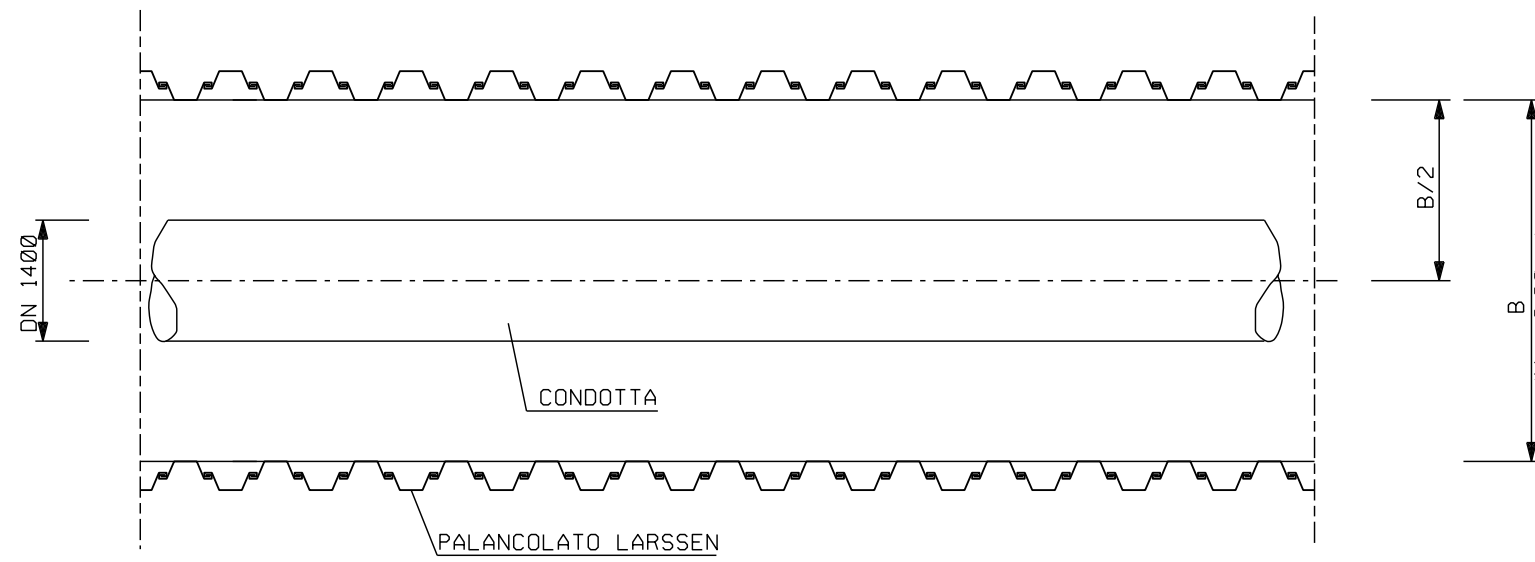 B/2
DN 1400
B
CONDOTTA
PALANCOLATO LARSSEN